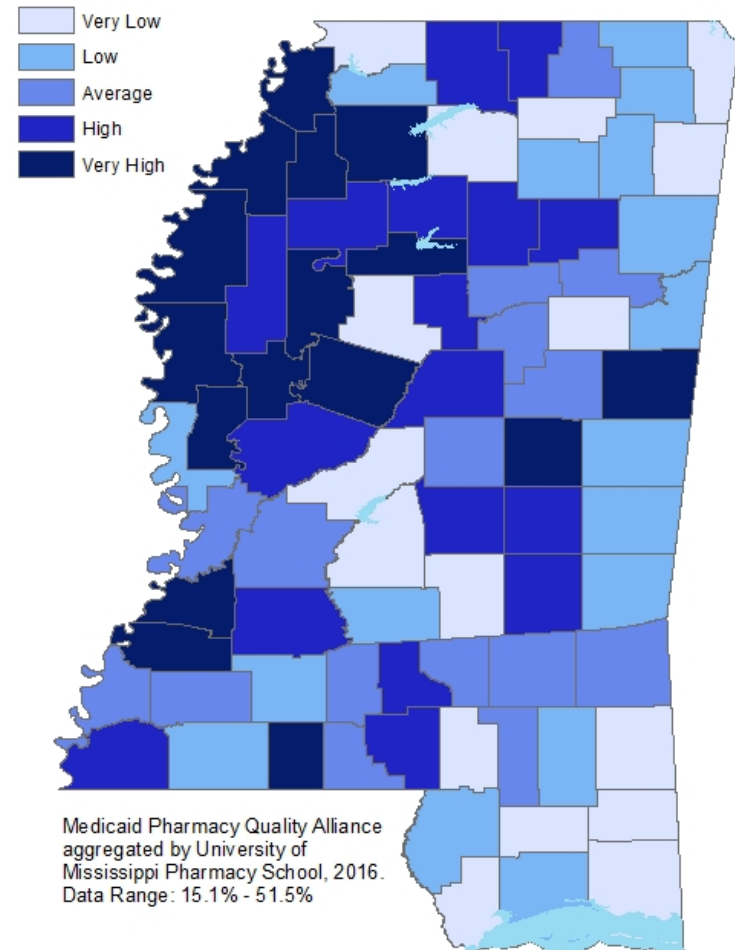 Very Low
Low
Average
High
Very High
Medicaid Pharmacy Quality Alliance
aggregated by University of
Mississippi Pharmacy School, 2016.
Data Range: 15.1% - 51.5%